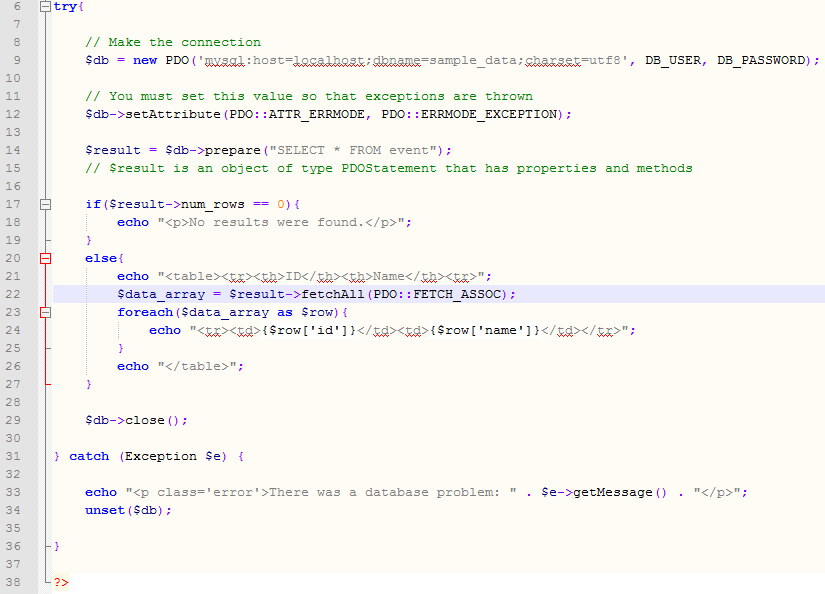 6 try{
7
8 // Make the connection
9 $db = new PDO('mysql:host=localhost;dbname=sample_data;charset=utf8', DB_USER, DB_PASSWORD);
10
11 // You must set this value so that exceptions are thrown
12 $db->setAttribute(PDO::ATTR_ERRMODE, PDO::ERRMODE_EXCEPTION);
13
14 $result = $db->prepare("SELECT * FROM event");
15 // $result is an object of type PDOStatement that has properties and methods
16
17 if($result->num_rows == 0){
18 echo "<p>No results were found.</p>";
19 }
20 else{
21 echo "<table><tr><th>ID</th><th>Name</th><tr>";
22 $data_array = $result->fetchAll(PDO::FETCH_ASSOC);
23 foreach($data_array as $row){
24 echo "<tr><td>{$row['id']}</td><td>{$row['name']}</td></tr>";
25 }
26 echo "</table>";
27 }
28
29 $db->close();
30
31 } catch (Exception $e) {
32
33 echo "<p class='error'>There was a database problem: " . $e->getMessage() . "</p>";
34 unset($db);
35
36 }
37
38 ?>